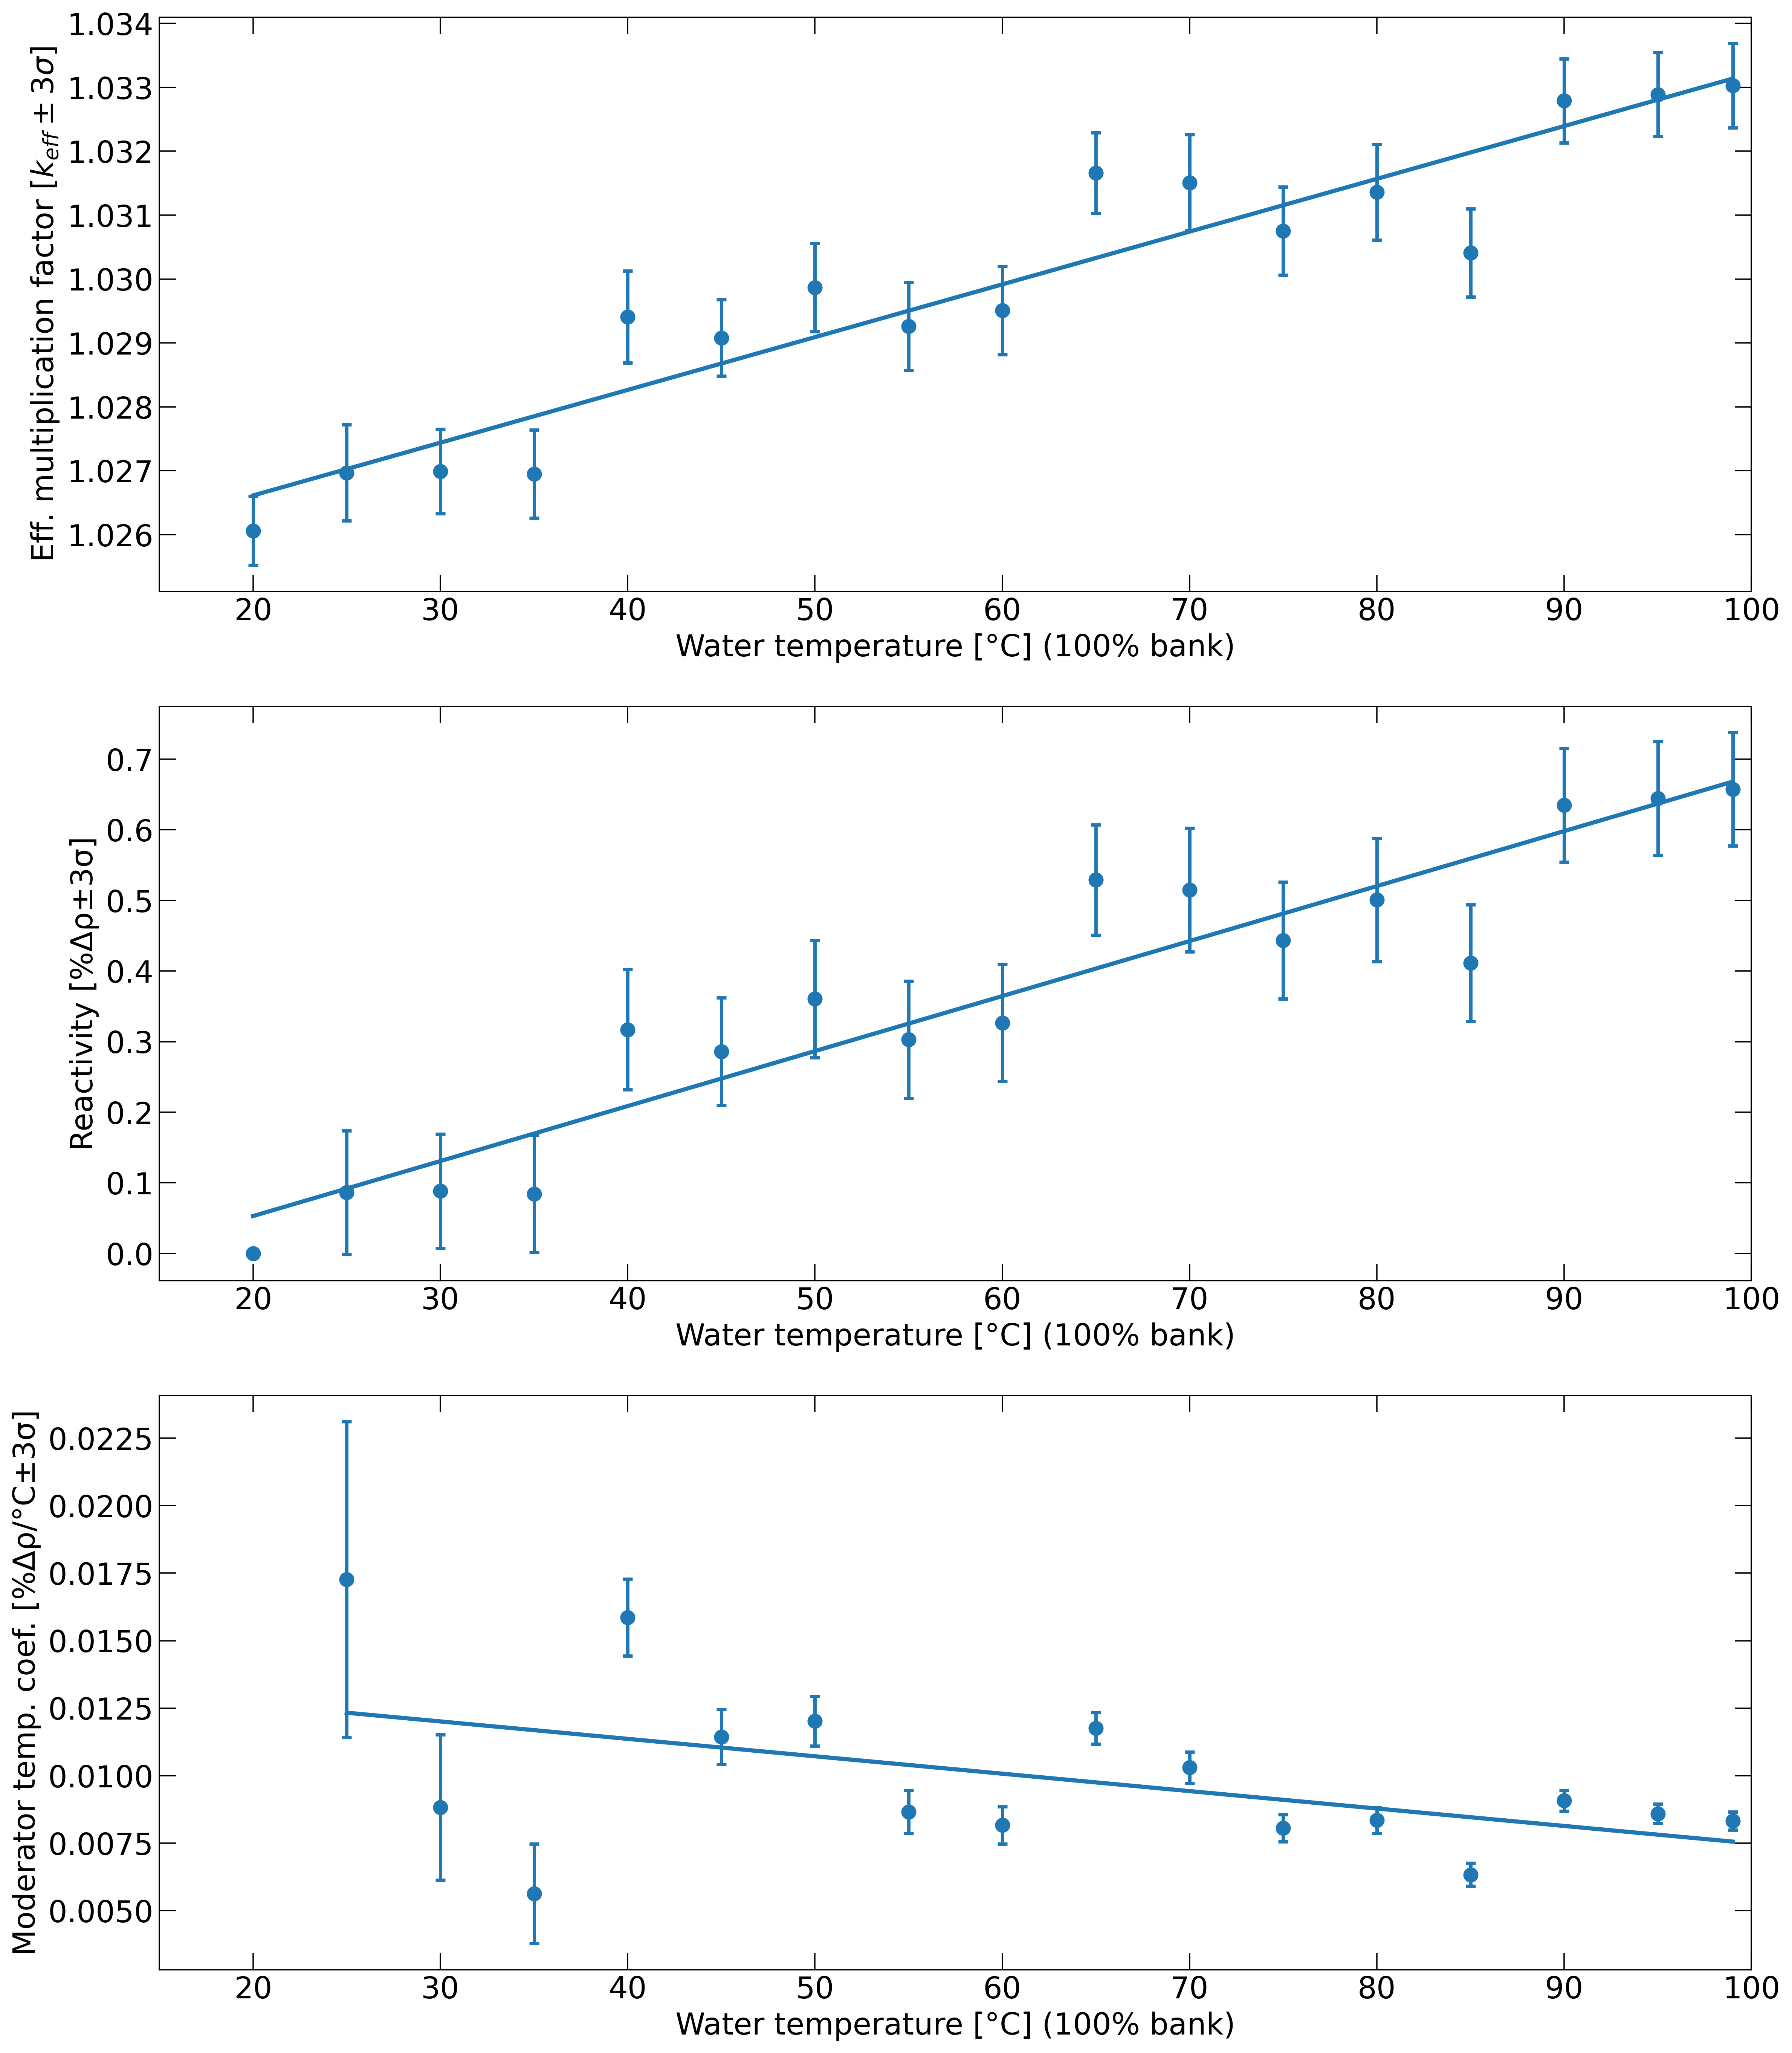 Eff. multiplication factor [k_eff ± 3σ]
1.034
1.033
1.032
1.031
1.030
1.029
1.028
1.027
1.026
20 30 40 50 60 70 80 90 100
Water temperature [°C] (100% bank)
Reactivity [%Δρ±3σ]
0.7
0.6
0.5
0.4
0.3
0.2
0.1
0.0
20 30 40 50 60 70 80 90 100
Water temperature [°C] (100% bank)
Moderator temp. coef. [%Δρ/°C±3σ]
0.0225
0.0200
0.0175
0.0150
0.0125
0.0100
0.0075
0.0050
20 30 40 50 60 70 80 90 100
Water temperature [°C] (100% bank)